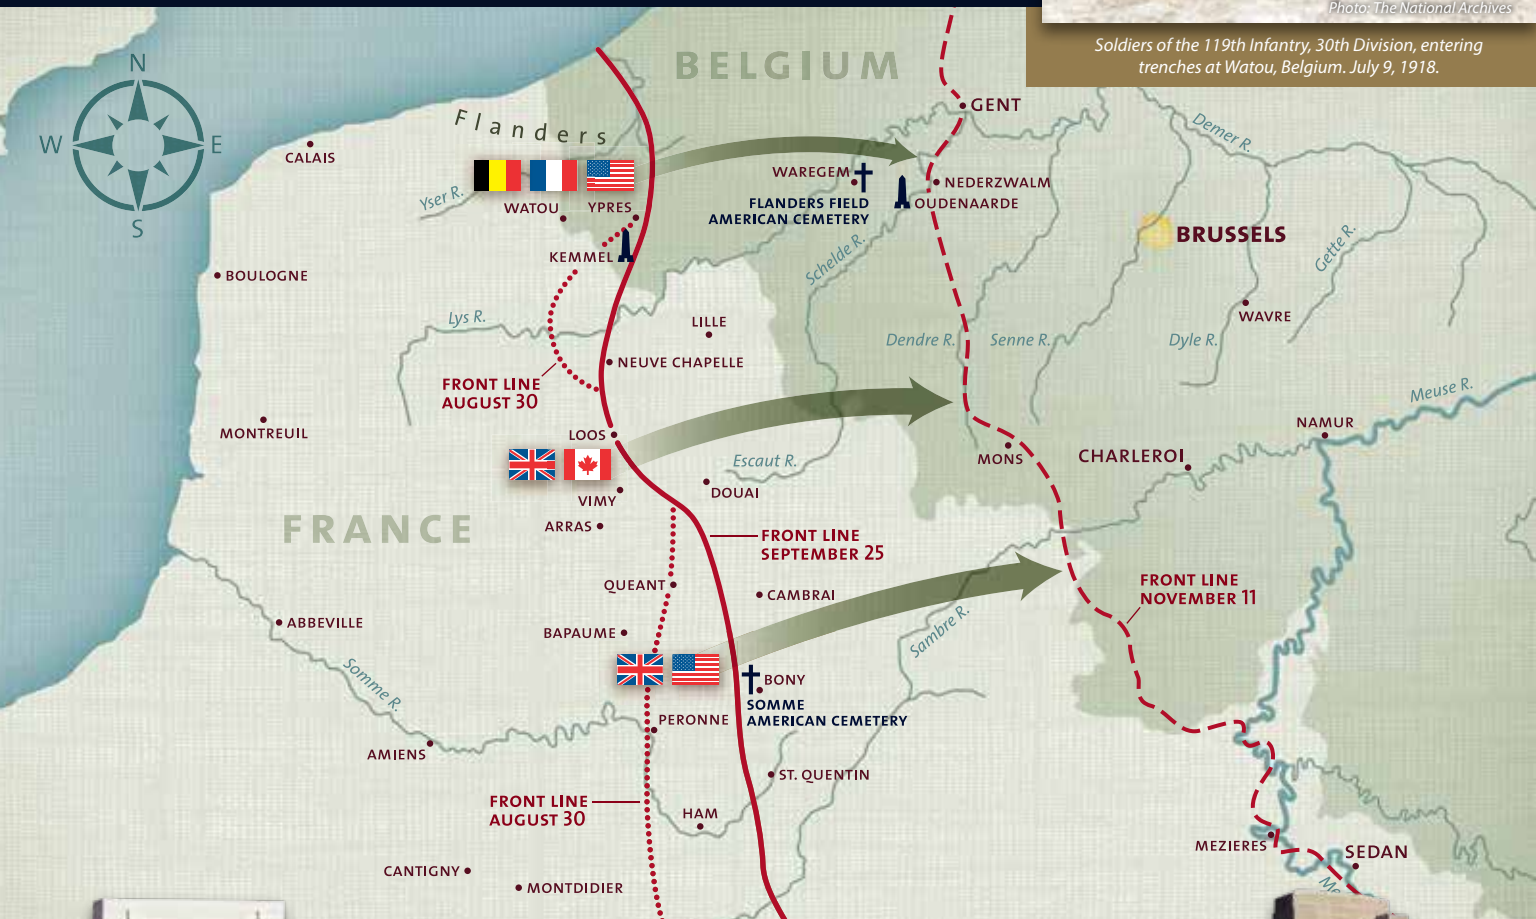 Photo: The National Archives
Soldiers of the 119th Infantry, 30th Division, entering
trenches at Watou, Belgium. July 9, 1918.
BELGIUM
N
W
E
S
Flanders
GENT
Demer R.
CALAIS
WAREGEM
NEDERZWALM
Yser R.
WATOU
YPRES
FLANDERS FIELD
AMERICAN CEMETERY
OUDENAARDE
BRUSSELS
KEMMEL
Schelde R.
Gette R.
BOULOGNE
Lys R.
LILLE
WAVRE
Dendre R.
Senne R.
Dyle R.
NEUVE CHAPELLE
FRONT LINE
AUGUST 30
Meuse R.
MONTREUIL
LOOS
NAMUR
Escaut R.
MONS
CHARLEROI
VIMY
DOUAI
FRANCE
ARRAS
FRONT LINE
SEPTEMBER 25
QUEANT
CAMBRAI
FRONT LINE
NOVEMBER 11
ABBEVILLE
BAPAUME
Sambre R.
Somme R.
BONY
SOMME
AMERICAN CEMETERY
PERONNE
AMIENS
ST. QUENTIN
FRONT LINE
AUGUST 30
HAM
MEZIERES
SEDAN
CANTIGNY
MONTDIDIER